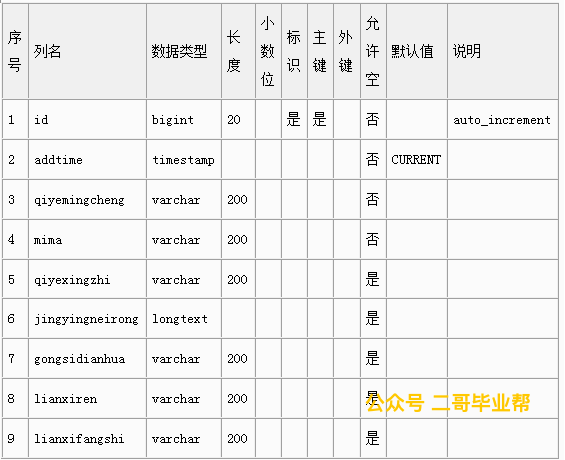 序号 列名 数据类型 长度 小数位 标识 主键 外键 允许空 默认值 说明
1 id bigint 20 是 是 否 auto_increment
2 addtime timestamp 否 CURRENT
3 qiyemingcheng varchar 200 否
4 mima varchar 200 否
5 qiyexingzhi varchar 200 是
6 jingyingneirong longtext 是
7 gongsidianhua varchar 200 是
8 lianxiren varchar 200 是
公众号 二哥毕业帮
9 lianxifangshi varchar 200 是